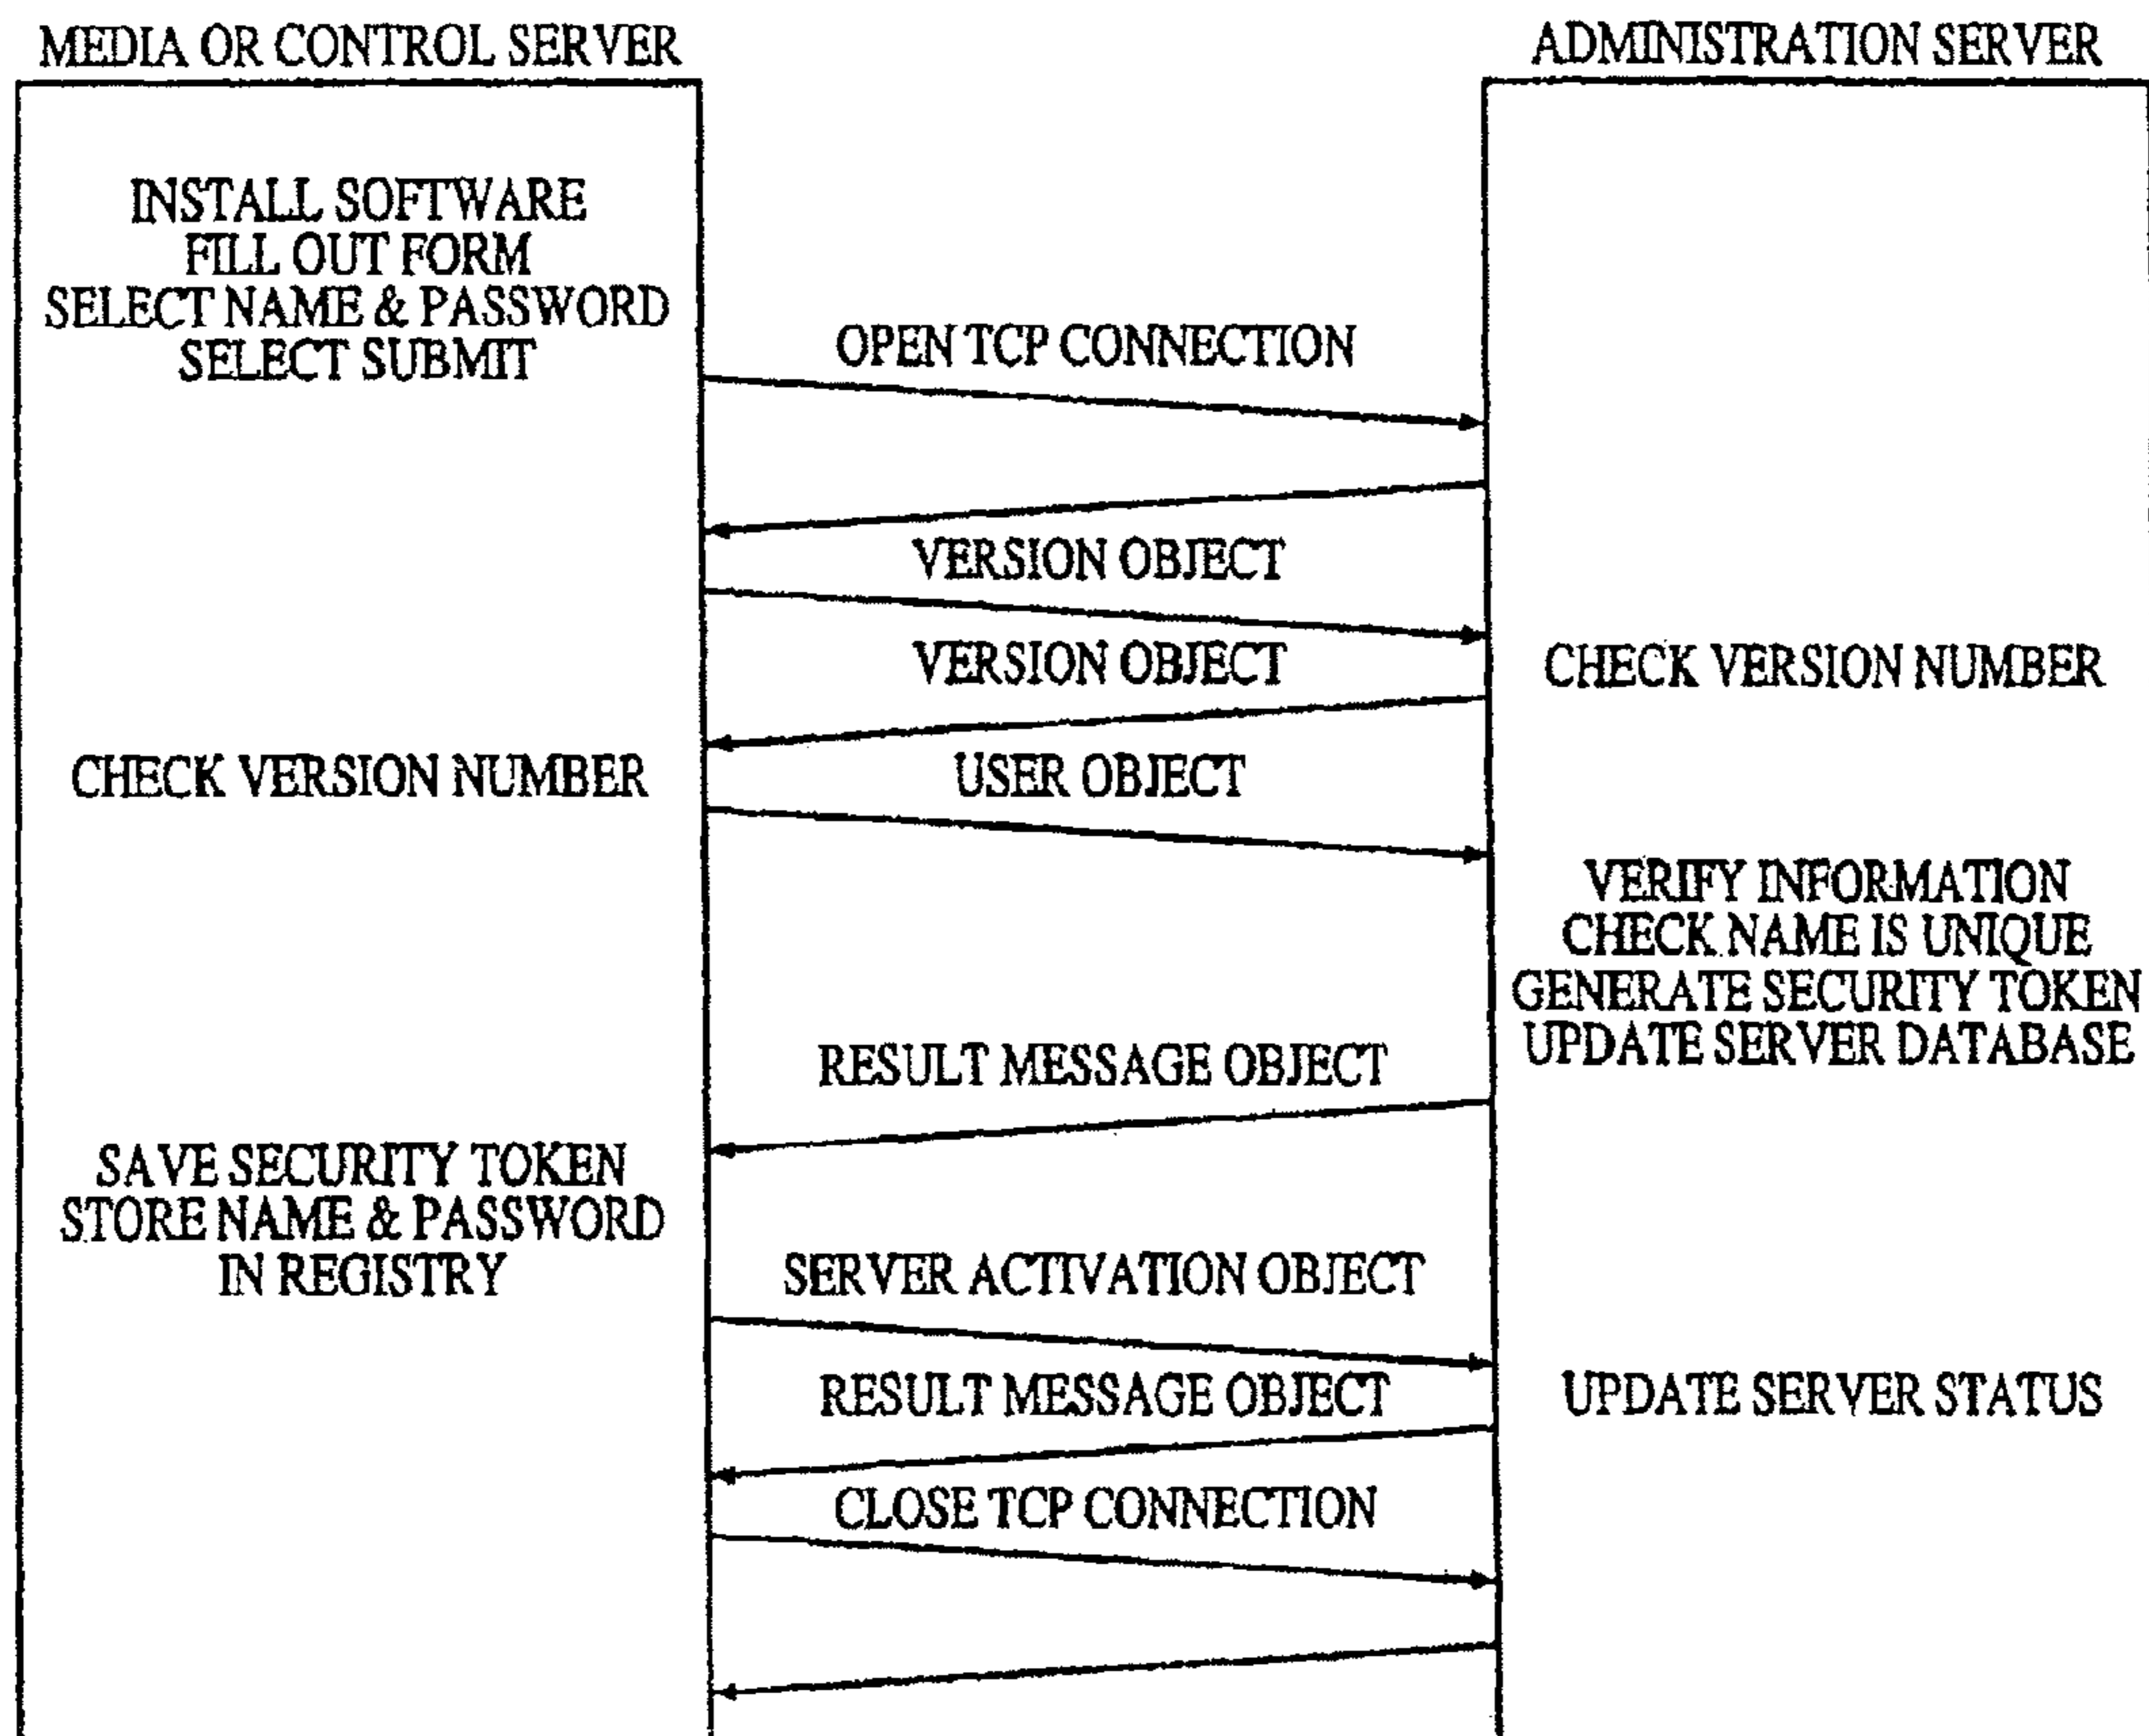 MEDIA OR CONTROL SERVER
ADMINISTRATION SERVER
INSTALL SOFTWARE
FILL OUT FORM
SELECT NAME & PASSWORD
SELECT SUBMIT
OPEN TCP CONNECTION
VERSION OBJECT
VERSION OBJECT
CHECK VERSION NUMBER
CHECK VERSION NUMBER
USER OBJECT
VERIFY INFORMATION
CHECK NAME IS UNIQUE
GENERATE SECURITY TOKEN
UPDATE SERVER DATABASE
RESULT MESSAGE OBJECT
SAVE SECURITY TOKEN
STORE NAME & PASSWORD
IN REGISTRY
SERVER ACTIVATION OBJECT
RESULT MESSAGE OBJECT
UPDATE SERVER STATUS
CLOSE TCP CONNECTION